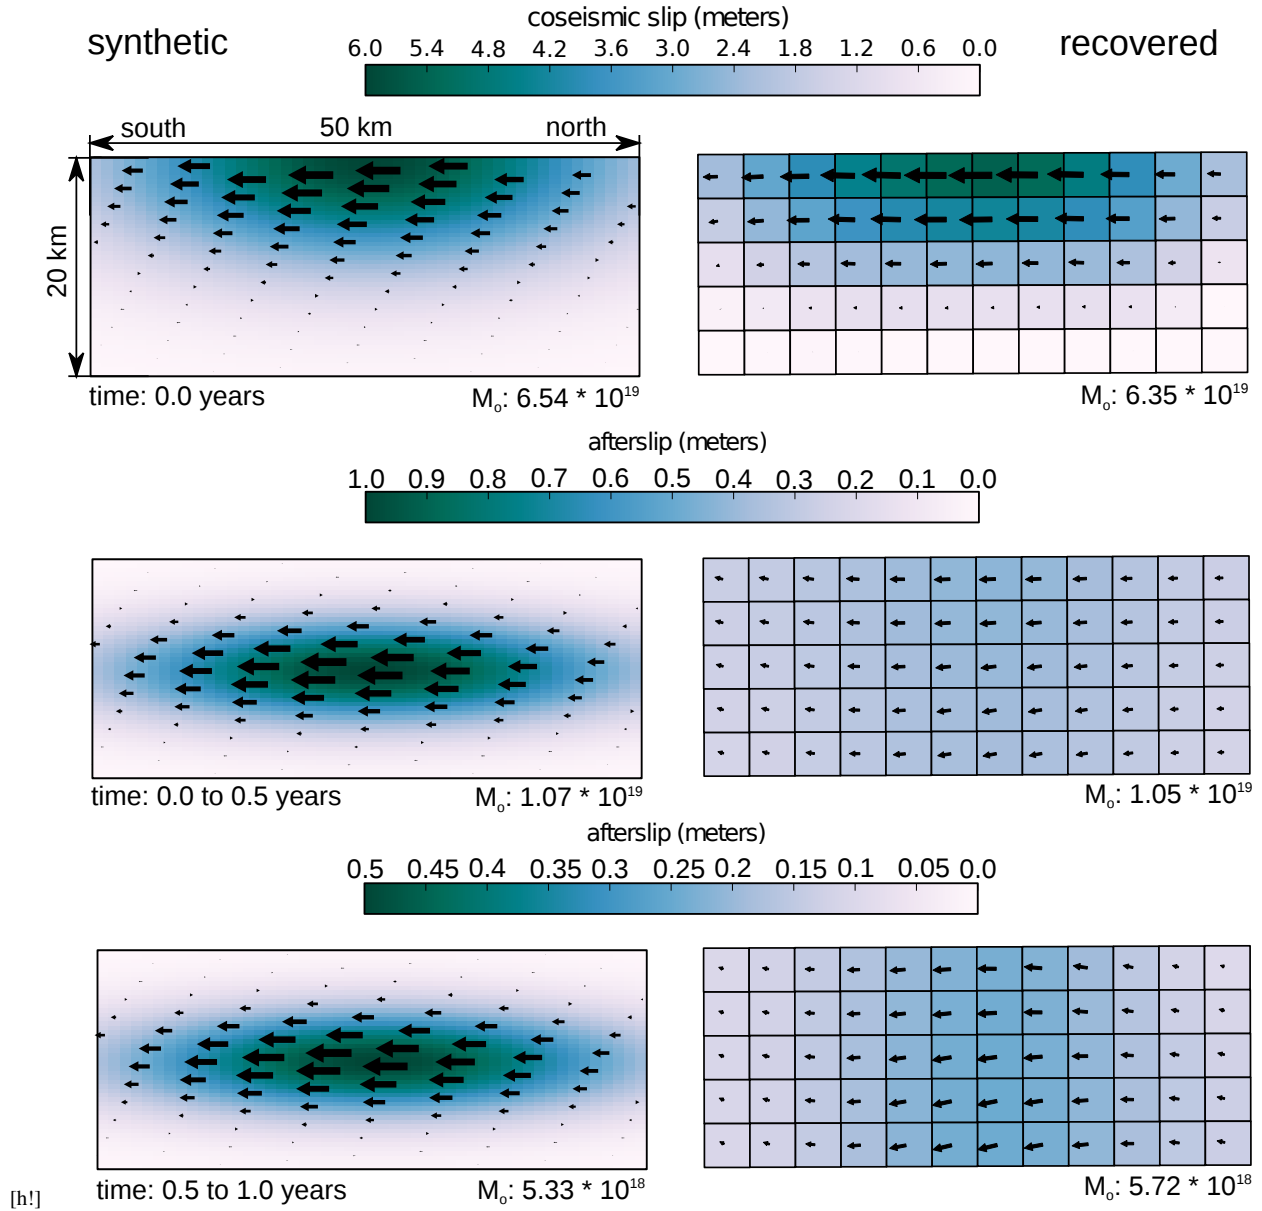 coseismic slip (meters)
synthetic
recovered
6.0 5.4 4.8 4.2 3.6 3.0 2.4 1.8 1.2 0.6 0.0
south 50 km north
20 km
time: 0.0 years
Mo: 6.54 * 10^19
Mo: 6.35 * 10^19
afterslip (meters)
1.0 0.9 0.8 0.7 0.6 0.5 0.4 0.3 0.2 0.1 0.0
time: 0.0 to 0.5 years
Mo: 1.07 * 10^19
Mo: 1.05 * 10^19
afterslip (meters)
0.5 0.45 0.4 0.35 0.3 0.25 0.2 0.15 0.1 0.05 0.0
time: 0.5 to 1.0 years
Mo: 5.33 * 10^18
Mo: 5.72 * 10^18
[h!]